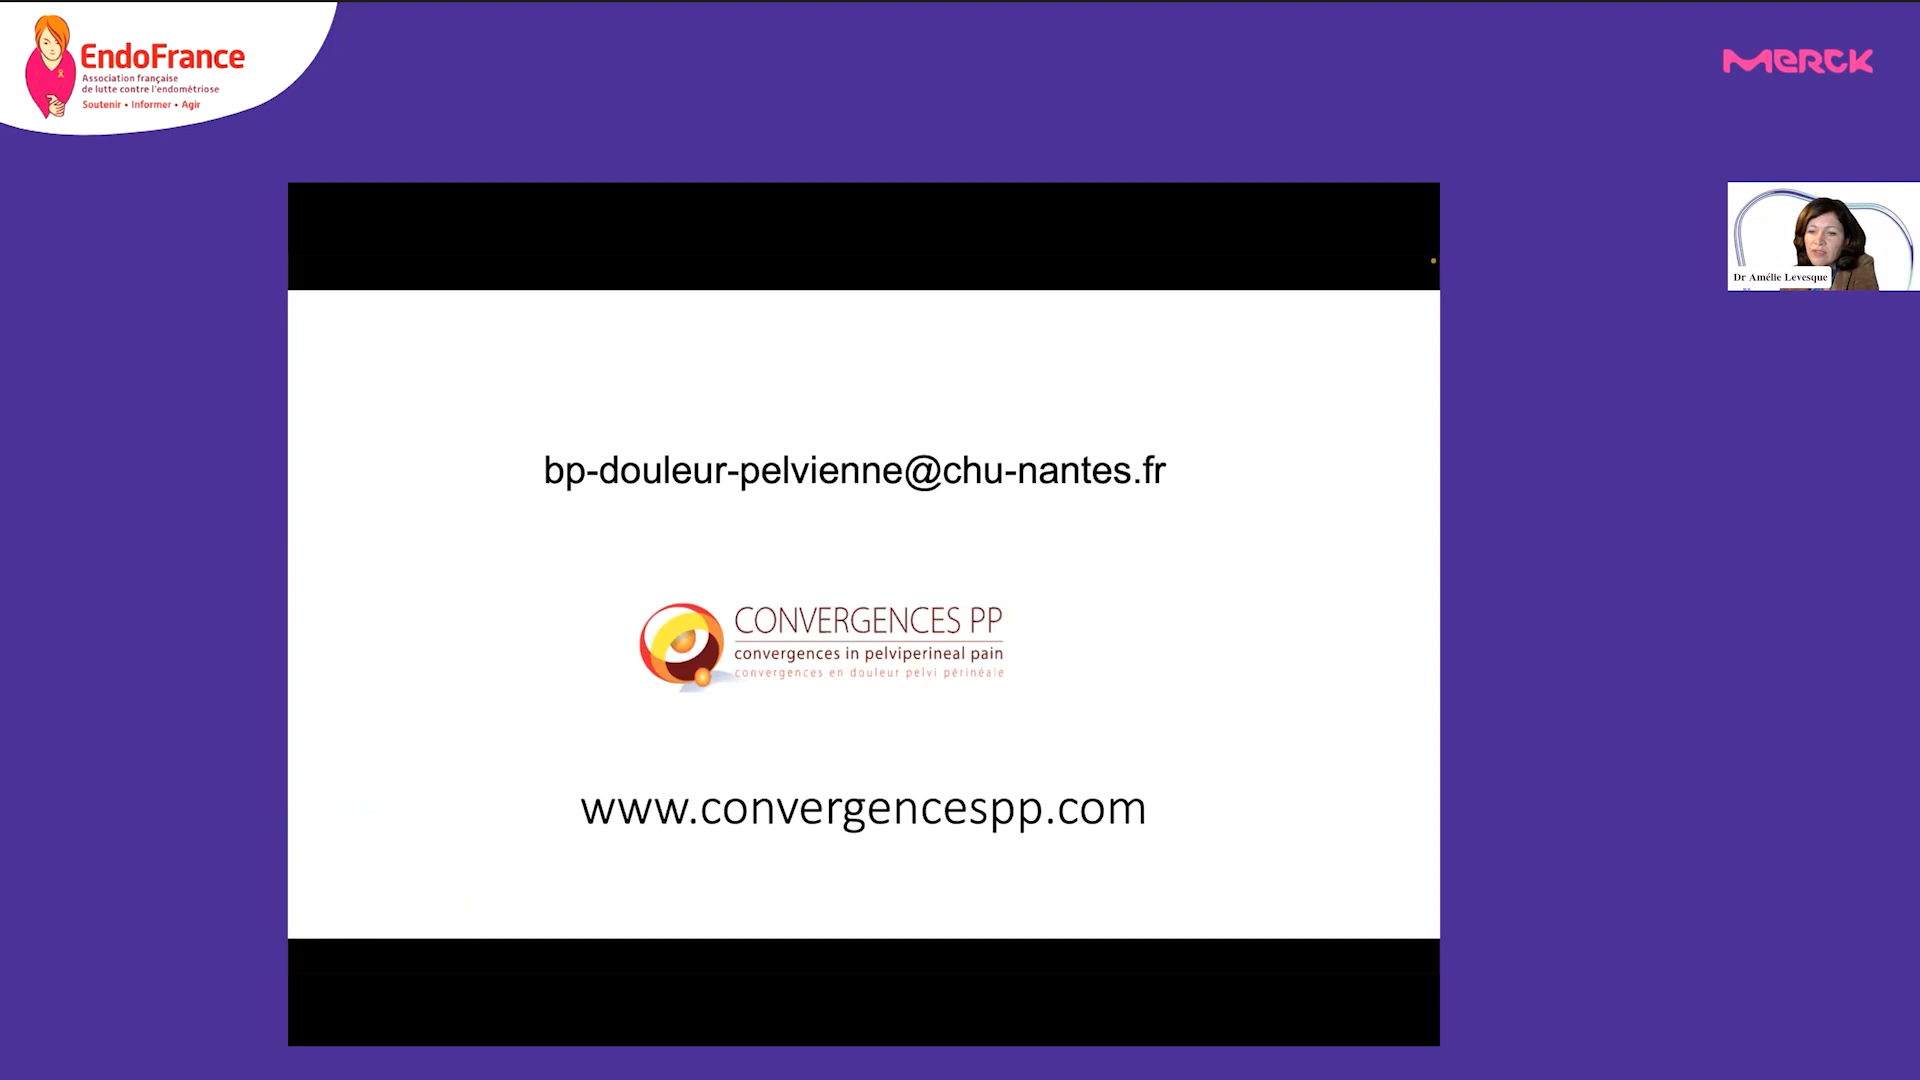 EndoFrance
Association française
de lutte contre l'endométriose
Soutenir • Informer • Agir
MERCK
Dr Amélie Levesque
bp-douleur-pelvienne@chu-nantes.fr
CONVERGENCES PP
convergences in pelviperineal pain
convergences en douleur pelvi périnéale
www.convergencespp.com